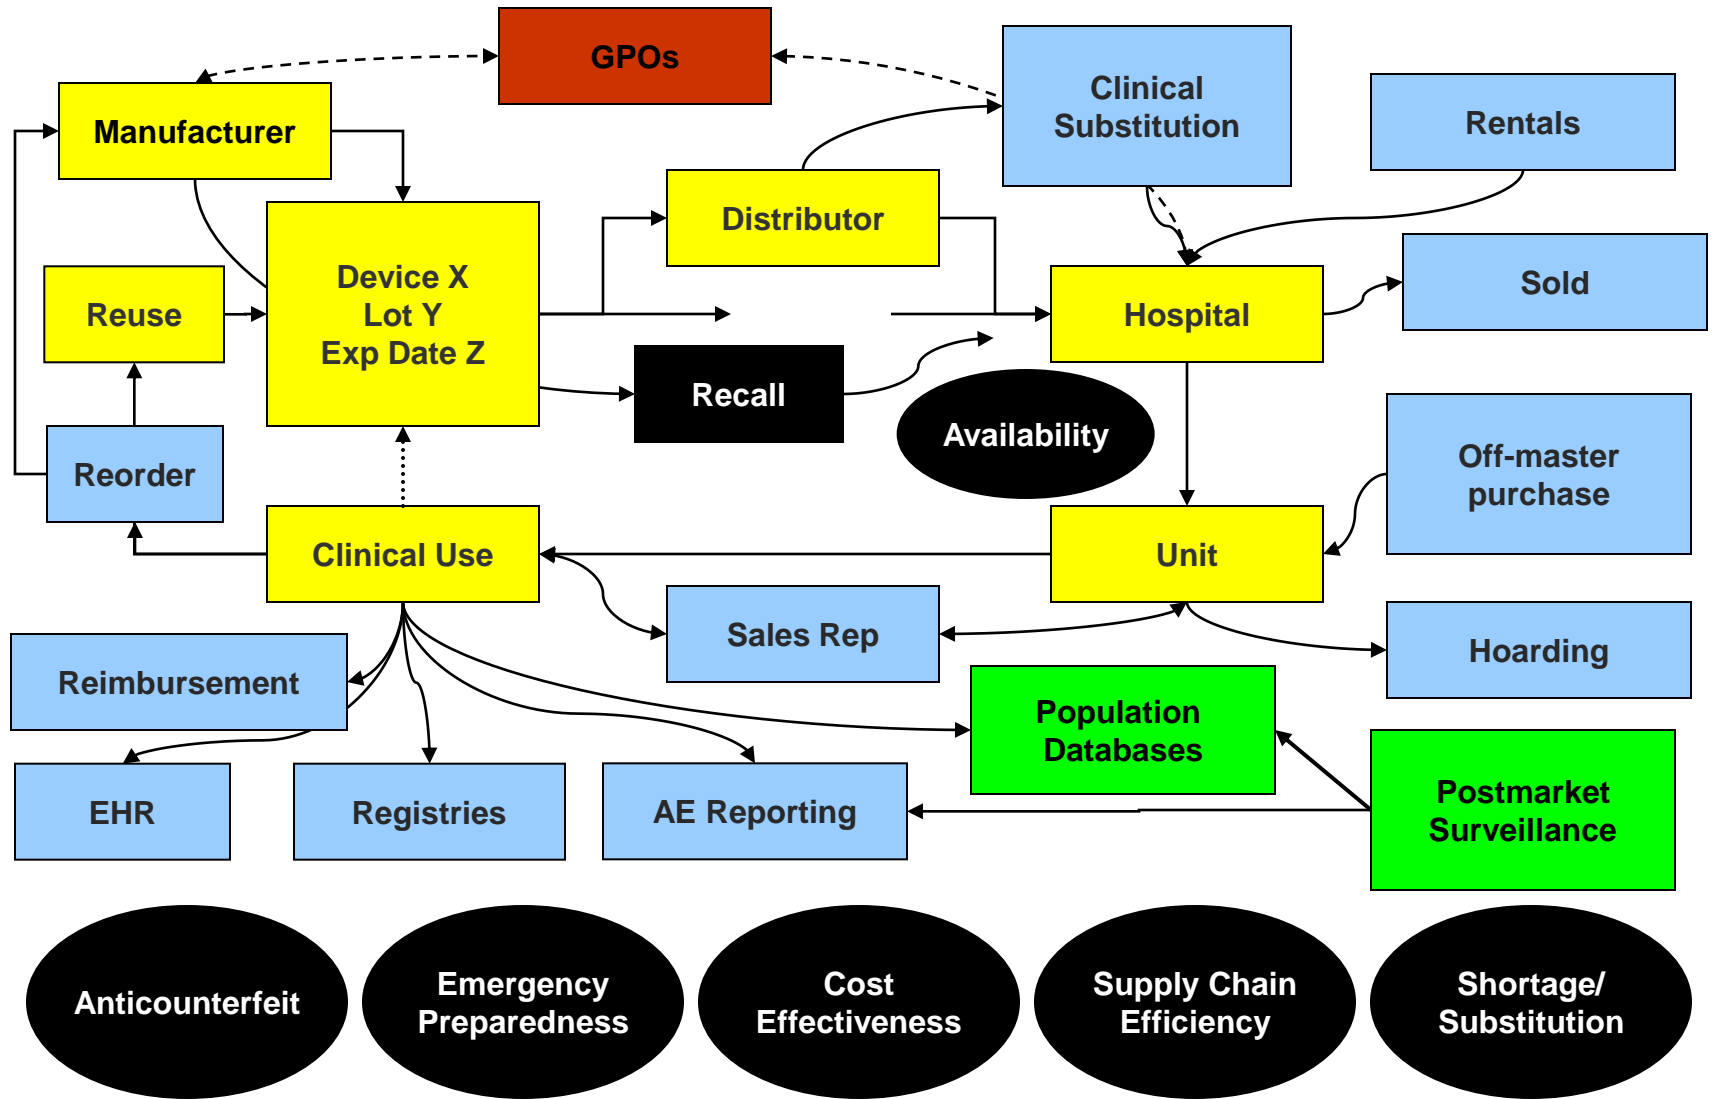 GPOs
Clinical
Substitution
Rentals
Manufacturer
Distributor
Device X
Lot Y
Exp Date Z
Reuse
Hospital
Sold
Recall
Availability
Off-master
purchase
Reorder
Clinical Use
Unit
Sales Rep
Hoarding
Reimbursement
Population
Databases
Postmarket
Surveillance
EHR
Registries
AE Reporting
Anticounterfeit
Emergency
Preparedness
Cost
Effectiveness
Supply Chain
Efficiency
Shortage/
Substitution